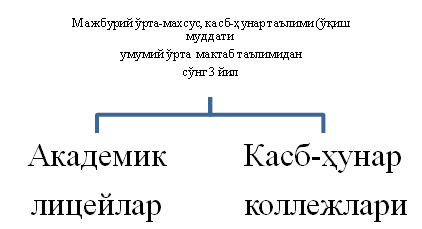 Мажбурий ўрта-махсус, касб-ҳунар таълими (ўқиш
муддати
умумий ўрта мактаб таълимидан
сўнг 3 йил
Академик
лицейлар
Касб-ҳунар
коллежлари